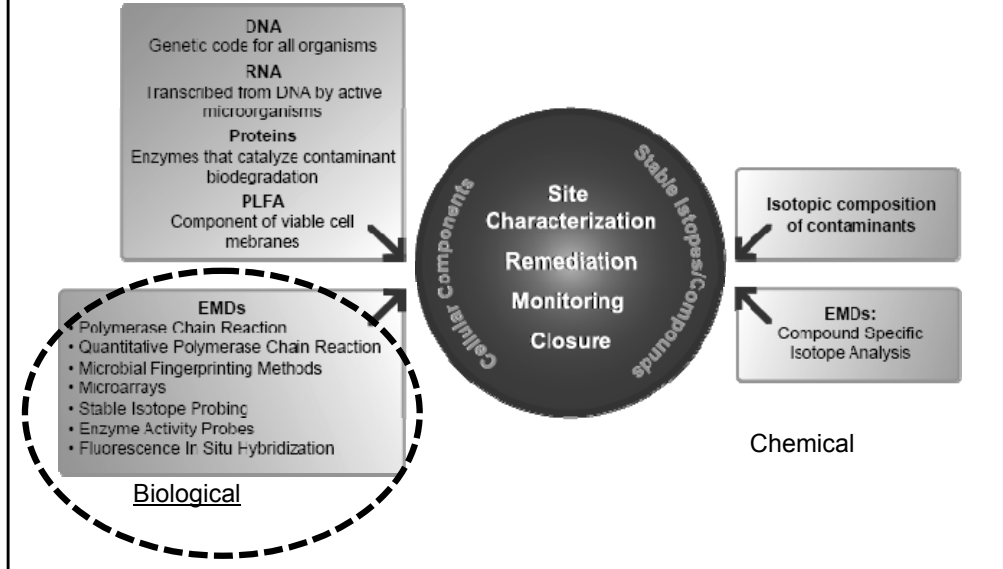 DNA
Genetic code for all organisms
RNA
Transcribed from DNA by active
microorganisms
Proteins
Enzymes that catalyze contaminant
biodegradation
PLFA
Component of viable cell
mebranes
EMDs
• Polymerase Chain Reaction
• Quantitative Polymerase Chain Reaction
• Microbial Fingerprinting Methods
• Microarrays
• Stable Isotope Probing
• Enzyme Activity Probes
• Fluorescence In Situ Hybridization
Biological
Cellular Components
Site
Characterization
Remediation
Monitoring
Closure
Stable Istopes/Compounds
Isotopic composition
of contaminants
EMDs:
Compound Specific
Isotope Analysis
Chemical